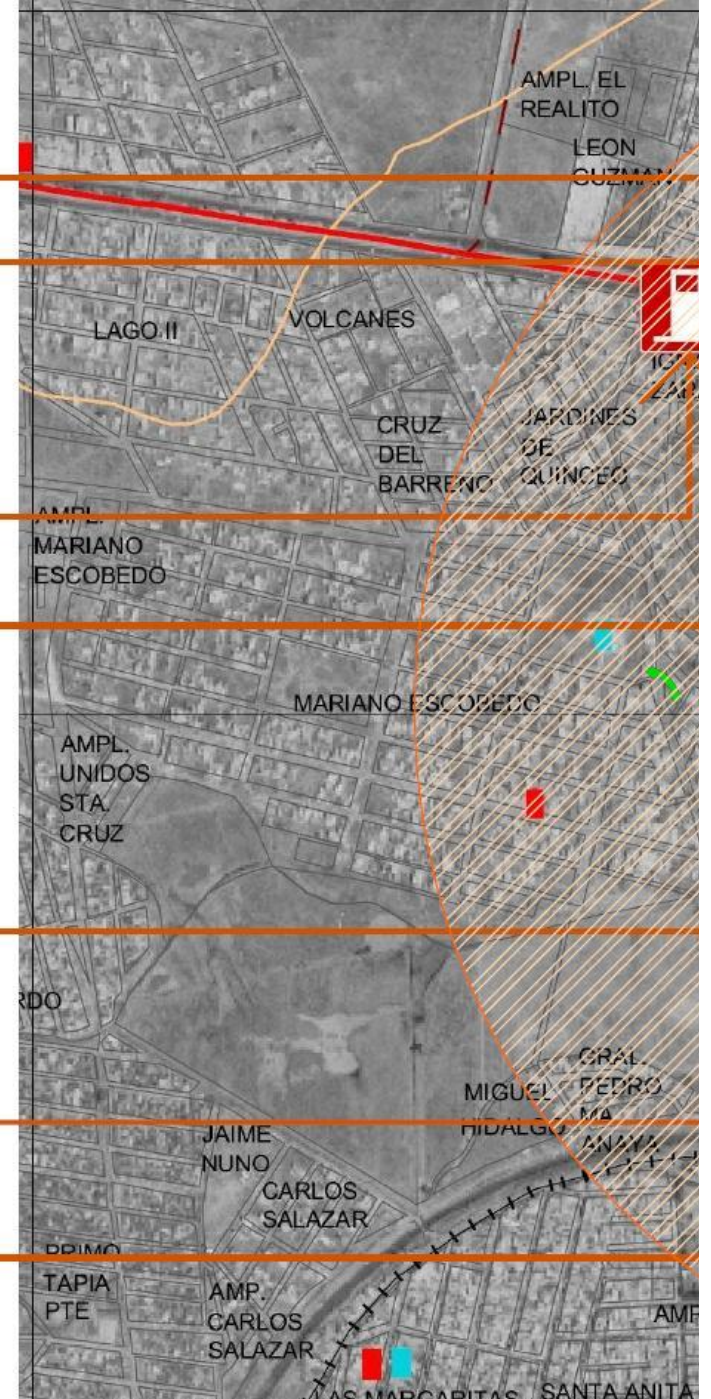 AMPL. EL
REALITO
LEON
GUZMAN
LAGO II
VOLCANES
CRUZ
DEL
BARRENO
JARDINES
DE
QUINCEO
AMPL.
MARIANO
ESCOBEDO
MARIANO ESCOBEDO
AMPL.
UNIDOS
STA.
CRUZ
RDO
GRAL.
PEDRO
MA.
ANAYA
MIGUEL
HIDALGO
JAIME
NUNO
CARLOS
SALAZAR
PRIMO
TAPIA
PTE
AMP.
CARLOS
SALAZAR
AMP
LAS MARGARITAS
SANTA ANITA